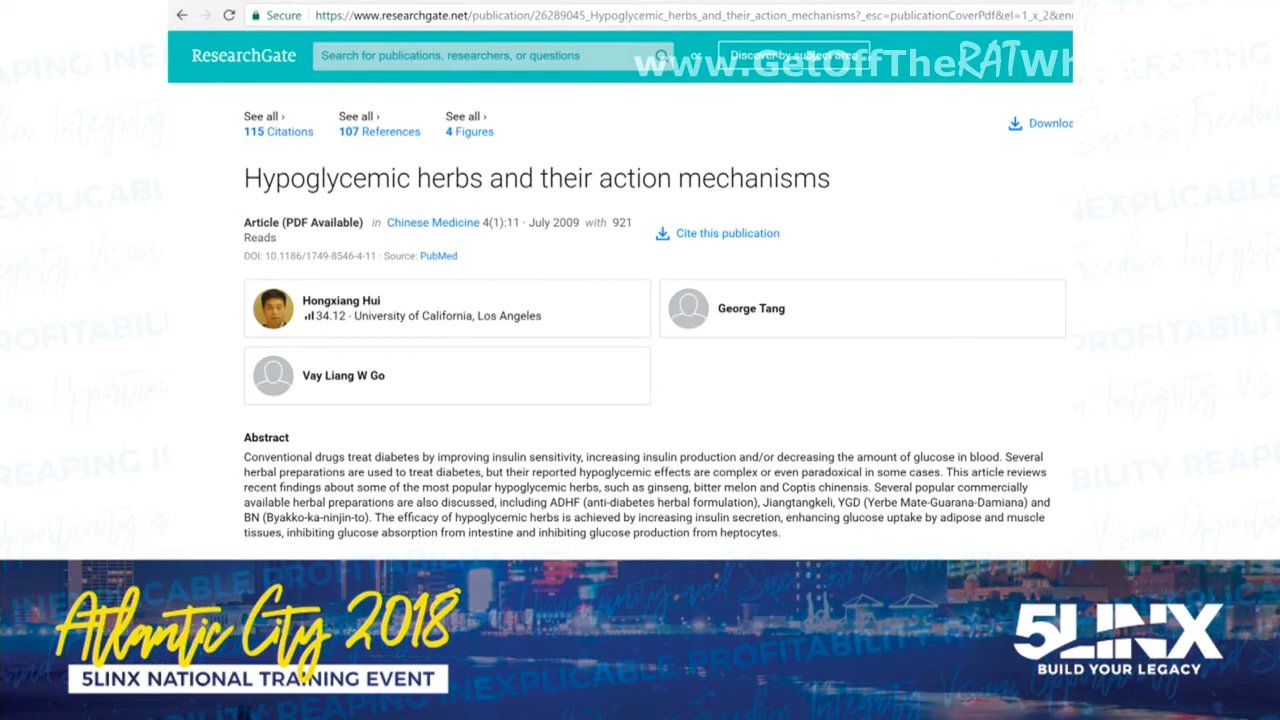 Secure https://www.researchgate.net/publication/26289045_Hypoglycemic_herbs_and_their_action_mechanisms?_esc=publicationCoverPdf&el=1_x_2&enr
ResearchGate
Search for publications, researchers, or questions
or
Discover by subject area
www.GetOffTheRATWh
See all ›
See all ›
See all ›
115 Citations
107 References
4 Figures
Downloa
Hypoglycemic herbs and their action mechanisms
Article (PDF Available) in Chinese Medicine 4(1):11 · July 2009 with 921
Reads
Cite this publication
DOI: 10.1186/1749-8546-4-11 · Source: PubMed
Hongxiang Hui
34.12 · University of California, Los Angeles
George Tang
Vay Liang W Go
Abstract
Conventional drugs treat diabetes by improving insulin sensitivity, increasing insulin production and/or decreasing the amount of glucose in blood. Several
herbal preparations are used to treat diabetes, but their reported hypoglycemic effects are complex or even paradoxical in some cases. This article reviews
recent findings about some of the most popular hypoglycemic herbs, such as ginseng, bitter melon and Coptis chinensis. Several popular commercially
available herbal preparations are also discussed, including ADHF (anti-diabetes herbal formulation), Jiangtangkeli, YGD (Yerbe Mate-Guarana-Damiana) and
BN (Byakko-ka-ninjin-to). The efficacy of hypoglycemic herbs is achieved by increasing insulin secretion, enhancing glucose uptake by adipose and muscle
tissues, inhibiting glucose absorption from intestine and inhibiting glucose production from heptocytes.
Atlantic City 2018
5LINX NATIONAL TRAINING EVENT
5LINX
BUILD YOUR LEGACY